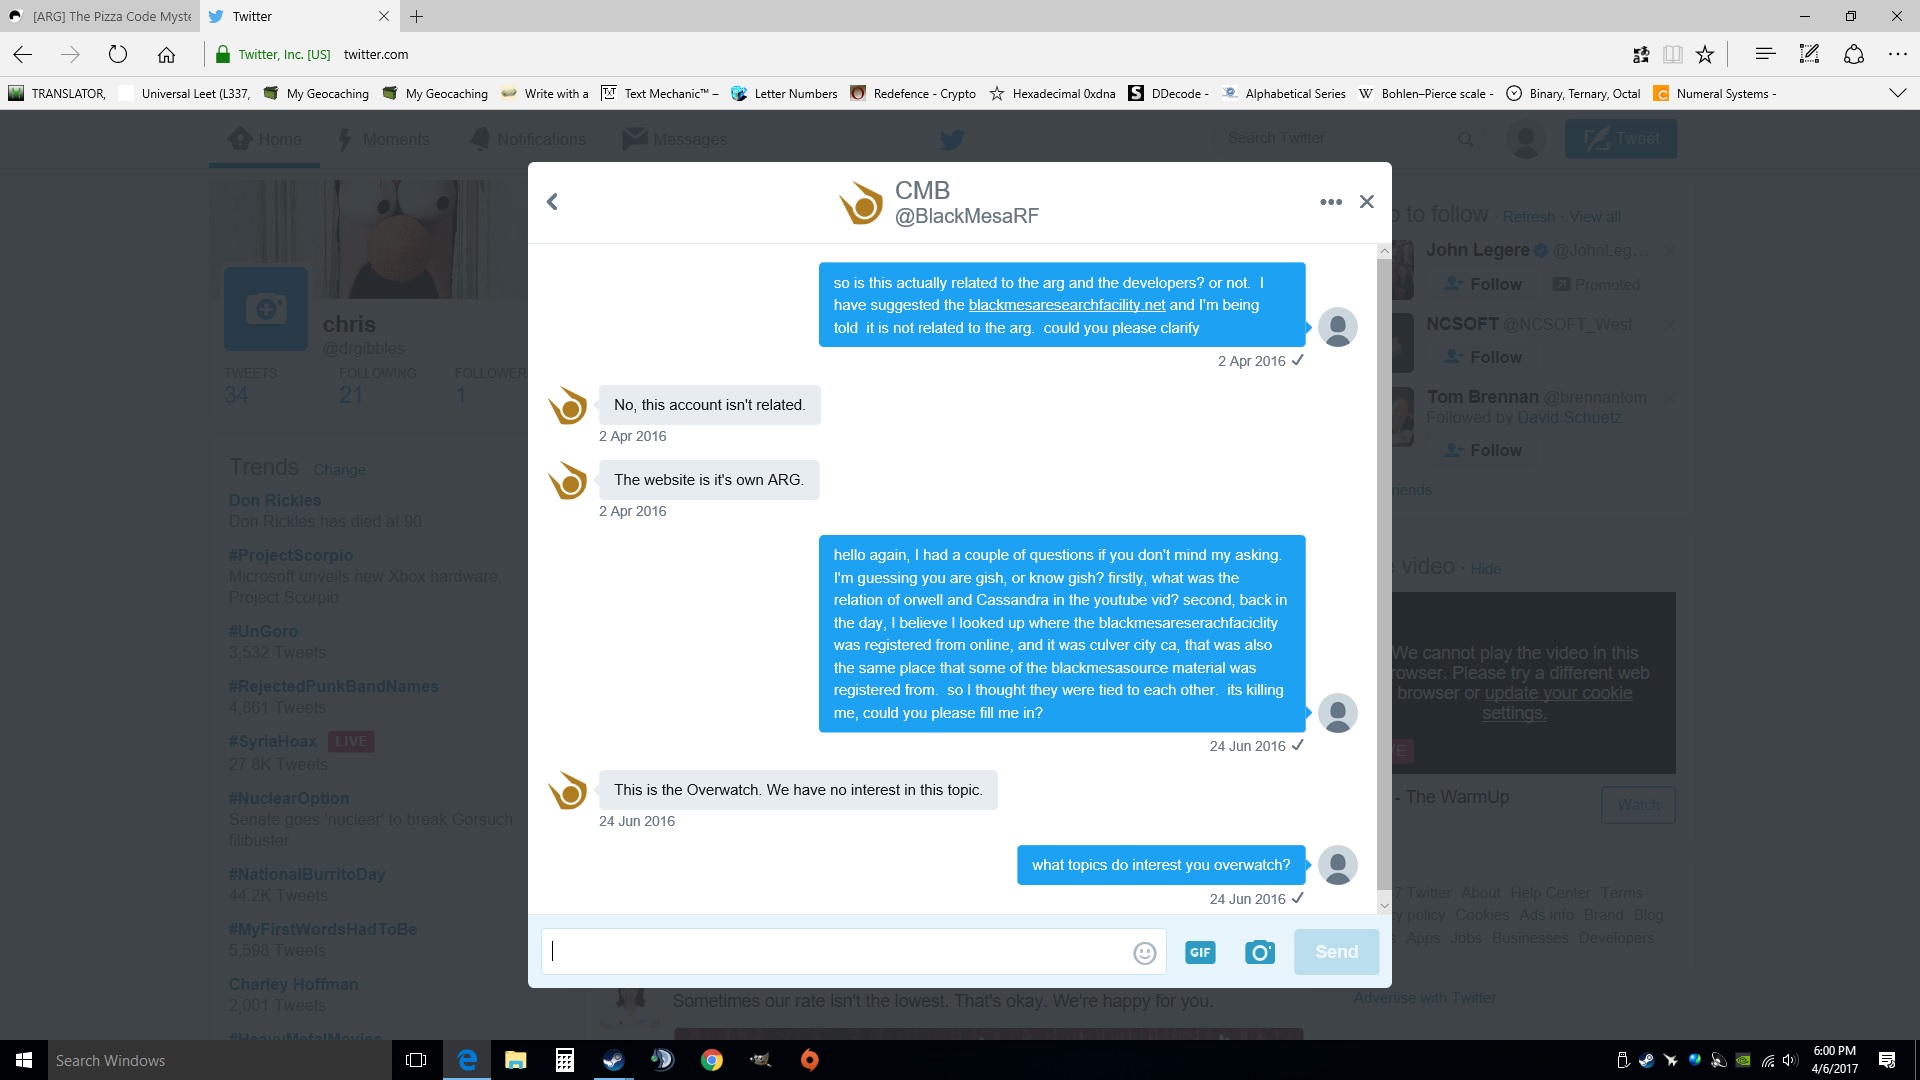 [ARG] The Pizza Code Myste
Twitter
Twitter, Inc. [US] twitter.com
TRANSLATOR,
Universal Leet (L337,
My Geocaching
My Geocaching
Write with a
Text Mechanic™ –
Letter Numbers
Redefence - Crypto
Hexadecimal 0xdna
DDecode -
Alphabetical Series
Bohlen–Pierce scale -
Binary, Ternary, Octal
Numeral Systems -
Home
Moments
Notifications
Messages
Search Twitter
Tweet
chris
@drgibbles
TWEETS FOLLOWING FOLLOWER
34 21 1
Trends Change
Don Rickles
Don Rickles has died at 90
#ProjectScorpio
Microsoft unveils new Xbox hardware,
Project Scorpio
#UnGoro
3,532 Tweets
#RejectedPunkBandNames
4,861 Tweets
#SyriaHoax LIVE
27.8K Tweets
#NuclearOption
Senate goes 'nuclear' to break Gorsuch
filibuster
#NationalBurritoDay
44.2K Tweets
#MyFirstWordsHadToBe
5,598 Tweets
Charley Hoffman
2,001 Tweets
#HeavyMetalMovies
CMB
@BlackMesaRF
so is this actually related to the arg and the developers? or not. I
have suggested the blackmesaresearchfacility.net and I'm being
told it is not related to the arg. could you please clarify
2 Apr 2016
No, this account isn't related.
2 Apr 2016
The website is it's own ARG.
2 Apr 2016
hello again, I had a couple of questions if you don't mind my asking.
I'm guessing you are gish, or know gish? firstly, what was the
relation of orwell and Cassandra in the youtube vid? second, back in
the day, I believe I looked up where the blackmesareserachfaciclity
was registered from online, and it was culver city ca, that was also
the same place that some of the blackmesasource material was
registered from. so I thought they were tied to each other. its killing
me, could you please fill me in?
24 Jun 2016
This is the Overwatch. We have no interest in this topic.
24 Jun 2016
what topics do interest you overwatch?
24 Jun 2016
GIF
Send
Sometimes our rate isn't the lowest. That's okay. We're happy for you.
to follow · Refresh · View all
John Legere @JohnLeg...
Follow
Promoted
NCSOFT @NCSOFT_West
Follow
Tom Brennan @brennantom
Followed by David Schuetz
Follow
video · Hide
We cannot play the video in this
browser. Please try a different web
browser or update your cookie
settings.
- The WarmUp
Watch
7 Twitter About Help Center Terms
policy Cookies Ads info Brand Blog
Apps Jobs Businesses Developers
Advertise with Twitter
Search Windows
6:00 PM
4/6/2017